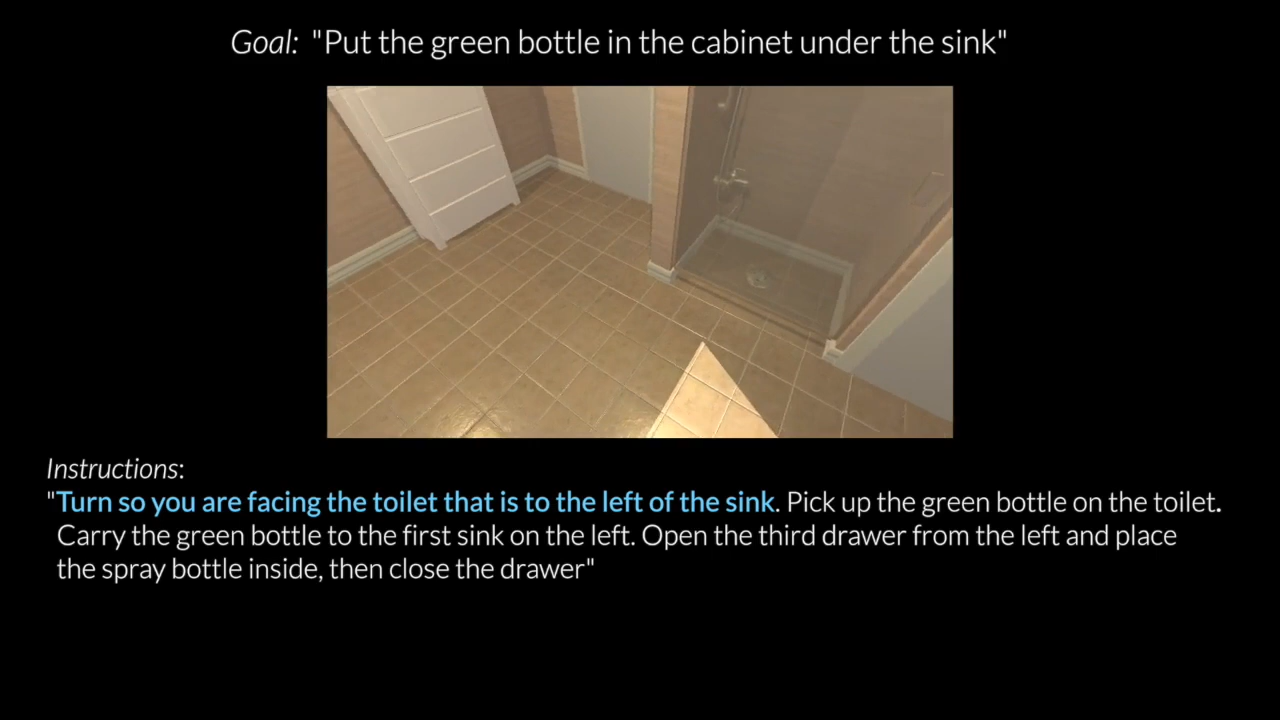 Goal: "Put the green bottle in the cabinet under the sink"
Instructions:
"Turn so you are facing the toilet that is to the left of the sink. Pick up the green bottle on the toilet.
Carry the green bottle to the first sink on the left. Open the third drawer from the left and place
the spray bottle inside, then close the drawer"